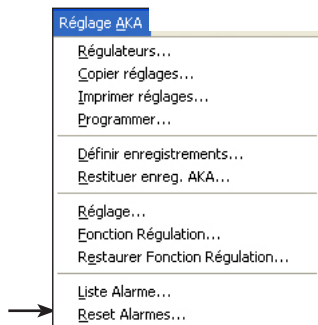 Réglage AKA
Régulateurs...
Copier réglages...
Imprimer réglages...
Programmer...
Définir enregistrements...
Restituer enreg. AKA...
Réglage...
Fonction Régulation...
Restaurer Fonction Régulation...
Liste Alarme...
Reset Alarmes...